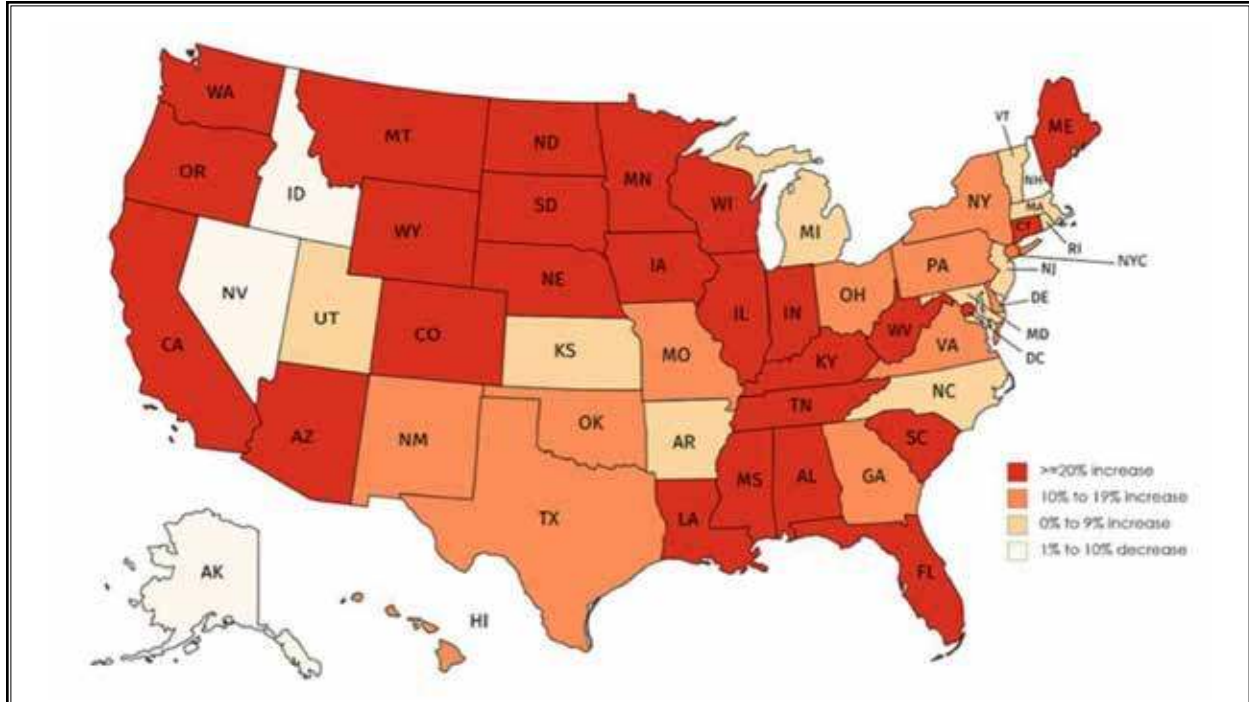 WA
MT
ND
MN
ME
VT
OR
ID
SD
WI
NY
NH
MA
CT
RI
WY
MI
NYC
IA
PA
NJ
NE
NV
OH
DE
IL
IN
UT
CO
WV
MD
CA
KS
MO
KY
VA
DC
NC
TN
AZ
NM
OK
AR
SC
MS
AL
GA
TX
LA
FL
AK
HI
>=20% increase
10% to 19% increase
0% to 9% increase
1% to 10% decrease